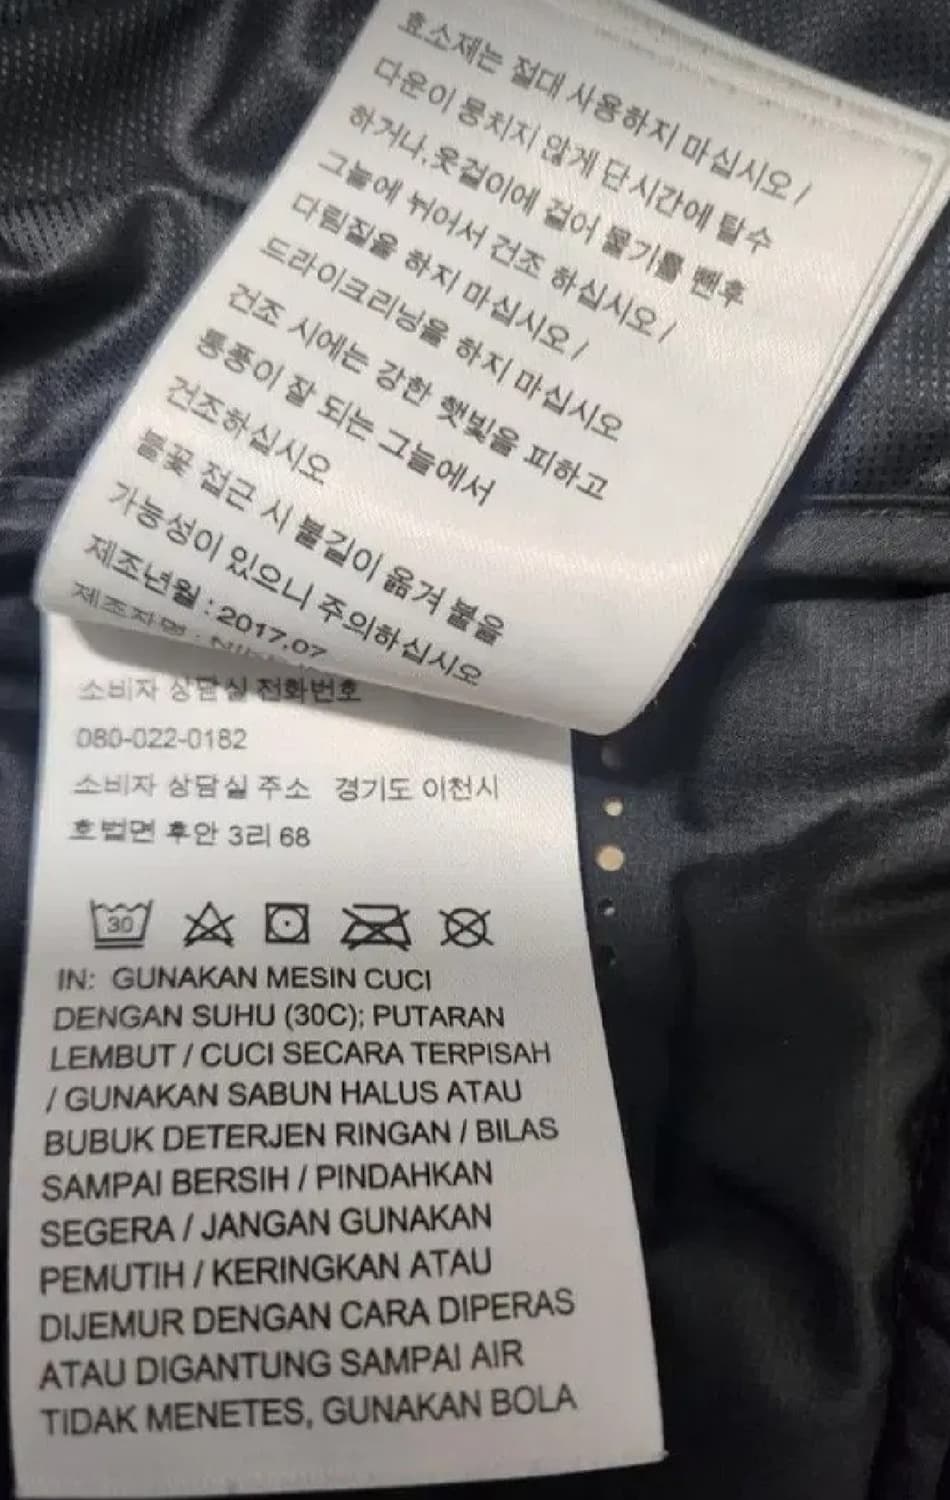 효소제는 절대 사용하지 마십시오 /
다운이 뭉치지 않게 단 시간에 탈수
하거나,옷걸이에 걸어 물기를 뺀후
그늘에 뉘어서 건조 하십시오 /
다림질을 하지 마십시오 /
드라이크리닝을 하지 마십시오
건조 시에는 강한 햇빛을 피하고
통풍이 잘 되는 그늘에서
건조하십시오
불꽃 접근 시 불길이 옮겨 붙을
가능성이 있으니 주의하십시오
제조년월 : 2017.07
제조자명 :
소비자 상담실 전화번호
080-022-0182
소비자 상담실 주소 경기도 이천시
호법면 후안 3리 68
30
IN: GUNAKAN MESIN CUCI
DENGAN SUHU (30C); PUTARAN
LEMBUT / CUCI SECARA TERPISAH
/ GUNAKAN SABUN HALUS ATAU
BUBUK DETERJEN RINGAN / BILAS
SAMPAI BERSIH / PINDAHKAN
SEGERA / JANGAN GUNAKAN
PEMUTIH / KERINGKAN ATAU
DIJEMUR DENGAN CARA DIPERAS
ATAU DIGANTUNG SAMPAI AIR
TIDAK MENETES, GUNAKAN BOLA